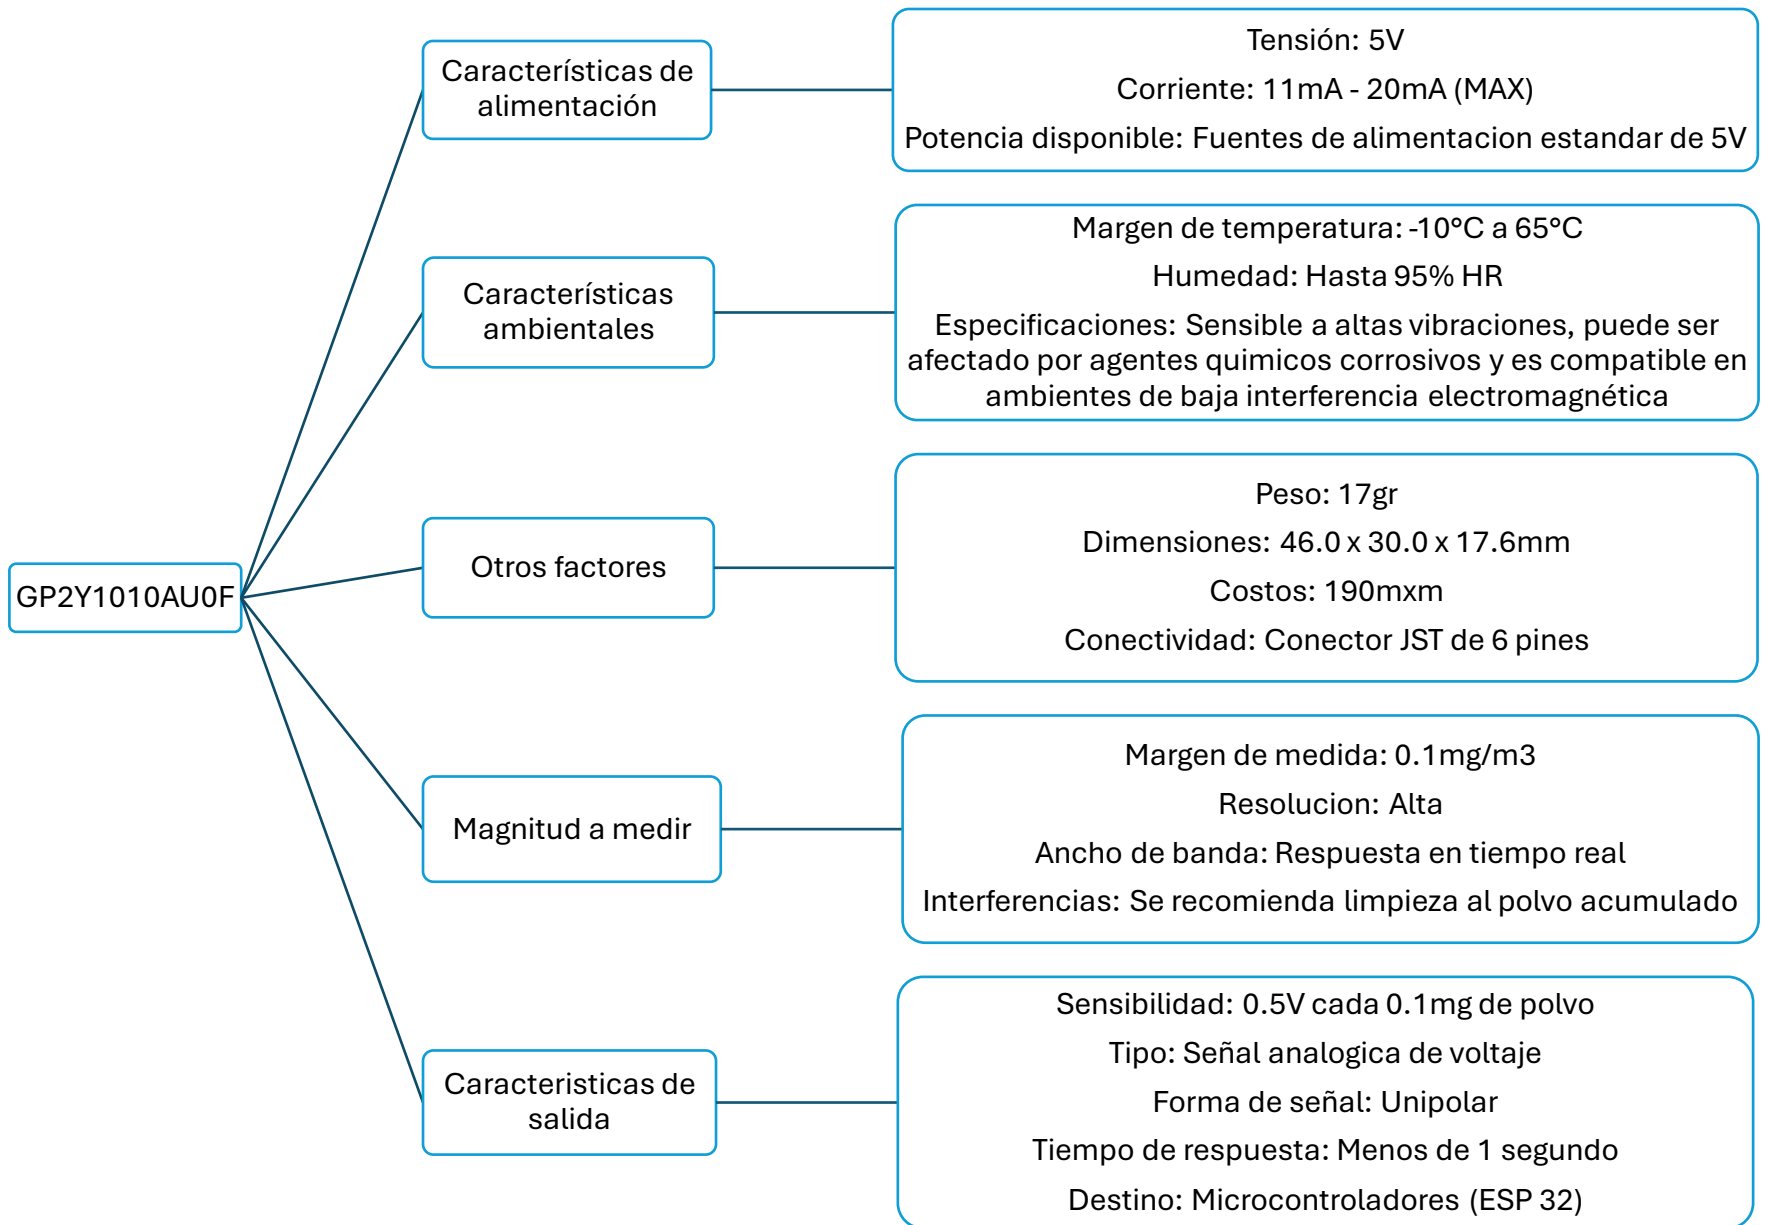 GP2Y1010AU0F
Características de
alimentación
Tensión: 5V
Corriente: 11mA - 20mA (MAX)
Potencia disponible: Fuentes de alimentacion estandar de 5V
Características
ambientales
Margen de temperatura: -10°C a 65°C
Humedad: Hasta 95% HR
Especificaciones: Sensible a altas vibraciones, puede ser
afectado por agentes quimicos corrosivos y es compatible en
ambientes de baja interferencia electromagnética
Otros factores
Peso: 17gr
Dimensiones: 46.0 x 30.0 x 17.6mm
Costos: 190mxm
Conectividad: Conector JST de 6 pines
Magnitud a medir
Margen de medida: 0.1mg/m3
Resolucion: Alta
Ancho de banda: Respuesta en tiempo real
Interferencias: Se recomienda limpieza al polvo acumulado
Caracteristicas de
salida
Sensibilidad: 0.5V cada 0.1mg de polvo
Tipo: Señal analogica de voltaje
Forma de señal: Unipolar
Tiempo de respuesta: Menos de 1 segundo
Destino: Microcontroladores (ESP 32)